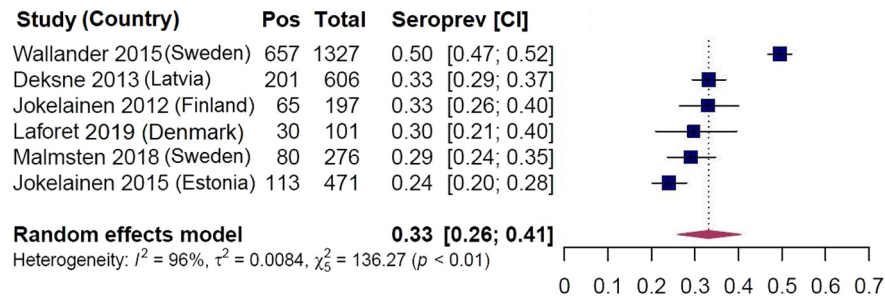 Study (Country) Pos Total Seroprev [CI]
Wallander 2015 (Sweden) 657 1327 0.50 [0.47; 0.52]
Deksne 2013 (Latvia) 201 606 0.33 [0.29; 0.37]
Jokelainen 2012 (Finland) 65 197 0.33 [0.26; 0.40]
Laforet 2019 (Denmark) 30 101 0.30 [0.21; 0.40]
Malmsten 2018 (Sweden) 80 276 0.29 [0.24; 0.35]
Jokelainen 2015 (Estonia) 113 471 0.24 [0.20; 0.28]
Random effects model 0.33 [0.26; 0.41]
Heterogeneity: I² = 96%, τ² = 0.0084, χ²₅ = 136.27 (p < 0.01)
0 0.1 0.2 0.3 0.4 0.5 0.6 0.7